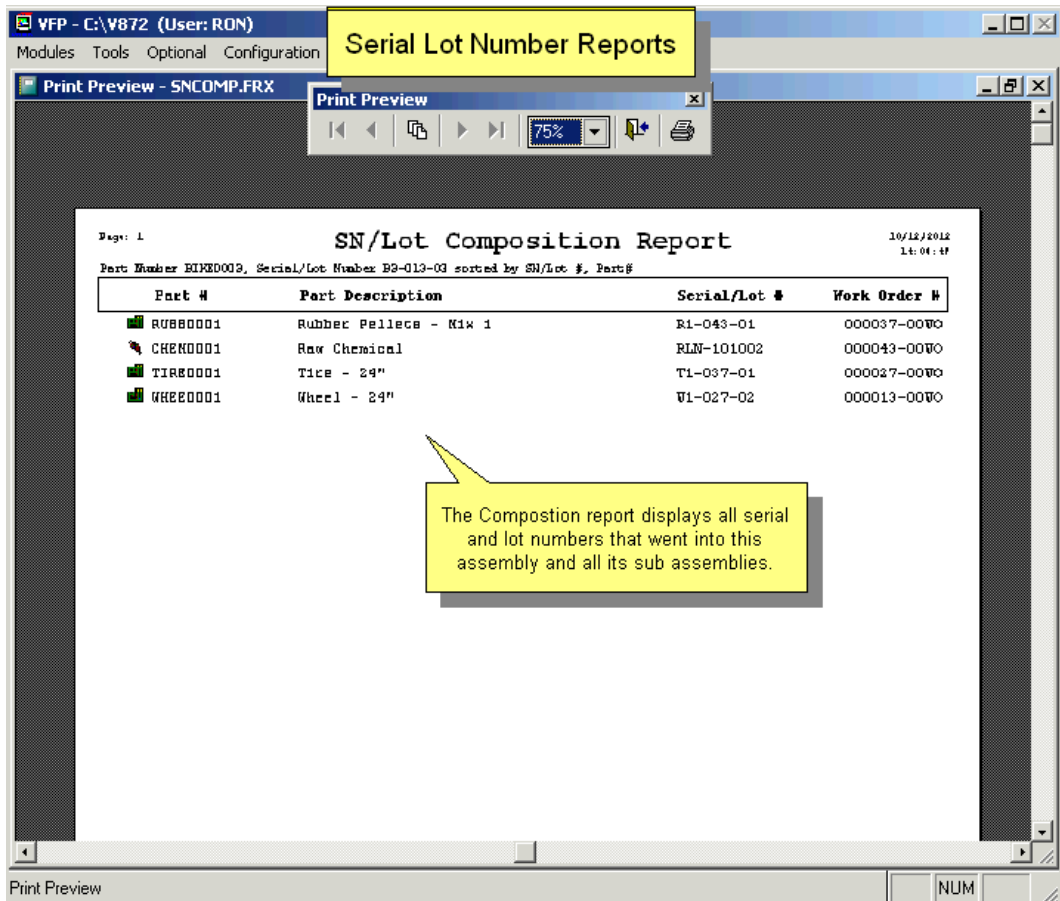 VFP - C:\V872 (User: RON)
Serial Lot Number Reports
Modules Tools Optional Configuration
Print Preview - SNCOMP.FRX
Print Preview
75%
Page: 1
SN/Lot Composition Report
10/12/2012
14:04:47
Part Number BIKE0003, Serial/Lot Number B3-013-03 sorted by SN/Lot #, Part#
Part # Part Description Serial/Lot # Work Order #
RUBB0001 Rubber Pellets - Mix 1 R1-043-01 000037-00WO
CHEM0001 Raw Chemical RLN-101002 000043-00WO
TIRE0001 Tire - 24" T1-037-01 000027-00WO
WHEE0001 Wheel - 24" W1-027-02 000013-00WO
The Compostion report displays all serial
and lot numbers that went into this
assembly and all its sub assemblies.
Print Preview
NUM